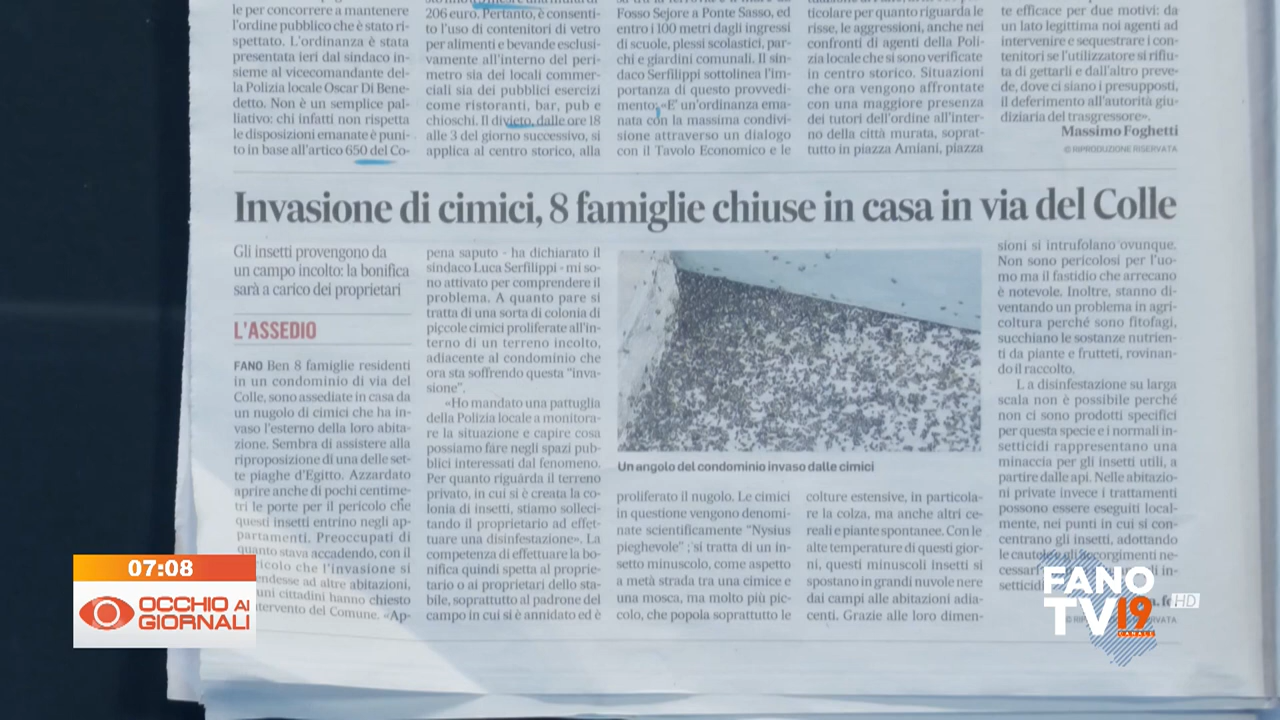 le per concorrere a mantenere
l'ordine pubblico che è stato ri-
spettato. L'ordinanza è stata
presentata ieri dal sindaco in-
sieme al vicecomandante del-
la Polizia locale Oscar Di Bene-
detto. Non è un semplice pal-
liativo: chi infatti non rispetta
le disposizioni emanate è puni-
to in base all'artico 650 del Co-
206 euro. Pertanto, è consenti-
to l'uso di contenitori di vetro
per alimenti e bevande esclusi-
vamente all'interno del peri-
metro sia dei locali commer-
ciali sia dei pubblici esercizi
come ristoranti, bar, pub e
chioschi. Il divieto, dalle ore 18
alle 3 del giorno successivo, si
applica al centro storico, alla
Fosso Sejore a Ponte Sasso, ed
entro i 100 metri dagli ingressi
di scuole, plessi scolastici, par-
chi e giardini comunali. Il sin-
daco Serfilippi sottolinea l'im-
portanza di questo provvedi-
mento: «E' un'ordinanza ema-
nata con la massima condivi-
sione attraverso un dialogo
con il Tavolo Economico e le
ticolare per quanto riguarda le
risse, le aggressioni, anche nei
confronti di agenti della Poli-
zia locale che si sono verificate
in centro storico. Situazioni
che ora vengono affrontate
con una maggiore presenza
dei tutori dell'ordine all'inter-
no della città murata, soprat-
tutto in piazza Amiani, piazza
te efficace per due motivi: da
un lato legittima noi agenti ad
intervenire e sequestrare i con-
tenitori se l'utilizzatore si rifiu-
ta di gettarli e dall'altro preve-
de, dove ci siano i presupposti,
il deferimento all'autorità giu-
diziaria del trasgressore».
Massimo Foghetti
© RIPRODUZIONE RISERVATA
Invasione di cimici, 8 famiglie chiuse in casa in via del Colle
Gli insetti provengono da
un campo incolto: la bonifica
sarà a carico dei proprietari
L'ASSEDIO
FANO Ben 8 famiglie residenti
in un condominio di via del
Colle, sono assediate in casa da
un nugolo di cimici che ha in-
vaso l'esterno della loro abita-
zione. Sembra di assistere alla
riproposizione di una delle set-
te piaghe d'Egitto. Azzardato
aprire anche di pochi centime-
tri le porte per il pericolo che
questi insetti entrino negli ap-
partamenti. Preoccupati di
quanto stava accadendo, con il
icolo che l'invasione si
endesse ad altre abitazioni,
uni cittadini hanno chiesto
tervento del Comune. «Ap-
pena saputo - ha dichiarato il
sindaco Luca Serfilippi - mi so-
no attivato per comprendere il
problema. A quanto pare si
tratta di una sorta di colonia di
piccole cimici proliferate all'in-
terno di un terreno incolto,
adiacente al condominio che
ora sta soffrendo questa "inva-
sione".
«Ho mandato una pattuglia
della Polizia locale a monitora-
re la situazione e capire cosa
possiamo fare negli spazi pub-
blici interessati dal fenomeno.
Per quanto riguarda il terreno
privato, in cui si è creata la co-
lonia di insetti, stiamo solleci-
tando il proprietario ad effet-
tuare una disinfestazione». La
competenza di effettuare la bo-
nifica quindi spetta al proprie-
tario o ai proprietari dello sta-
bile, soprattutto al padrone del
campo in cui si è annidato ed è
Un angolo del condominio invaso dalle cimici
proliferato il nugolo. Le cimici
in questione vengono denomi-
nate scientificamente "Nysius
pieghevole"; si tratta di un in-
setto minuscolo, come aspetto
a metà strada tra una cimice e
una mosca, ma molto più pic-
colo, che popola soprattutto le
colture estensive, in particola-
re la colza, ma anche altri ce-
reali e piante spontanee. Con le
alte temperature di questi gior-
ni, questi minuscoli insetti si
spostano in grandi nuvole nere
dai campi alle abitazioni adia-
centi. Grazie alle loro dimen-
sioni si intrufolano ovunque.
Non sono pericolosi per l'uo-
mo ma il fastidio che arrecano
è notevole. Inoltre, stanno di-
ventando un problema in agri-
coltura perché sono fitofagi,
succhiano le sostanze nutrien-
ti da piante e frutteti, rovinan-
do il raccolto.
L a disinfestazione su larga
scala non è possibile perché
non ci sono prodotti specifici
per questa specie e i normali in-
setticidi rappresentano una
minaccia per gli insetti utili, a
partire dalle api. Nelle abitazio-
ni private invece i trattamenti
possono essere eseguiti local-
mente, nei punti in cui si con-
centrano gli insetti, adottando
le cautele gli accorgimenti ne-
cessari
setticidi
07:08
OCCHIO AI
GIORNALI
FANO
TV 19 HD
CANALE